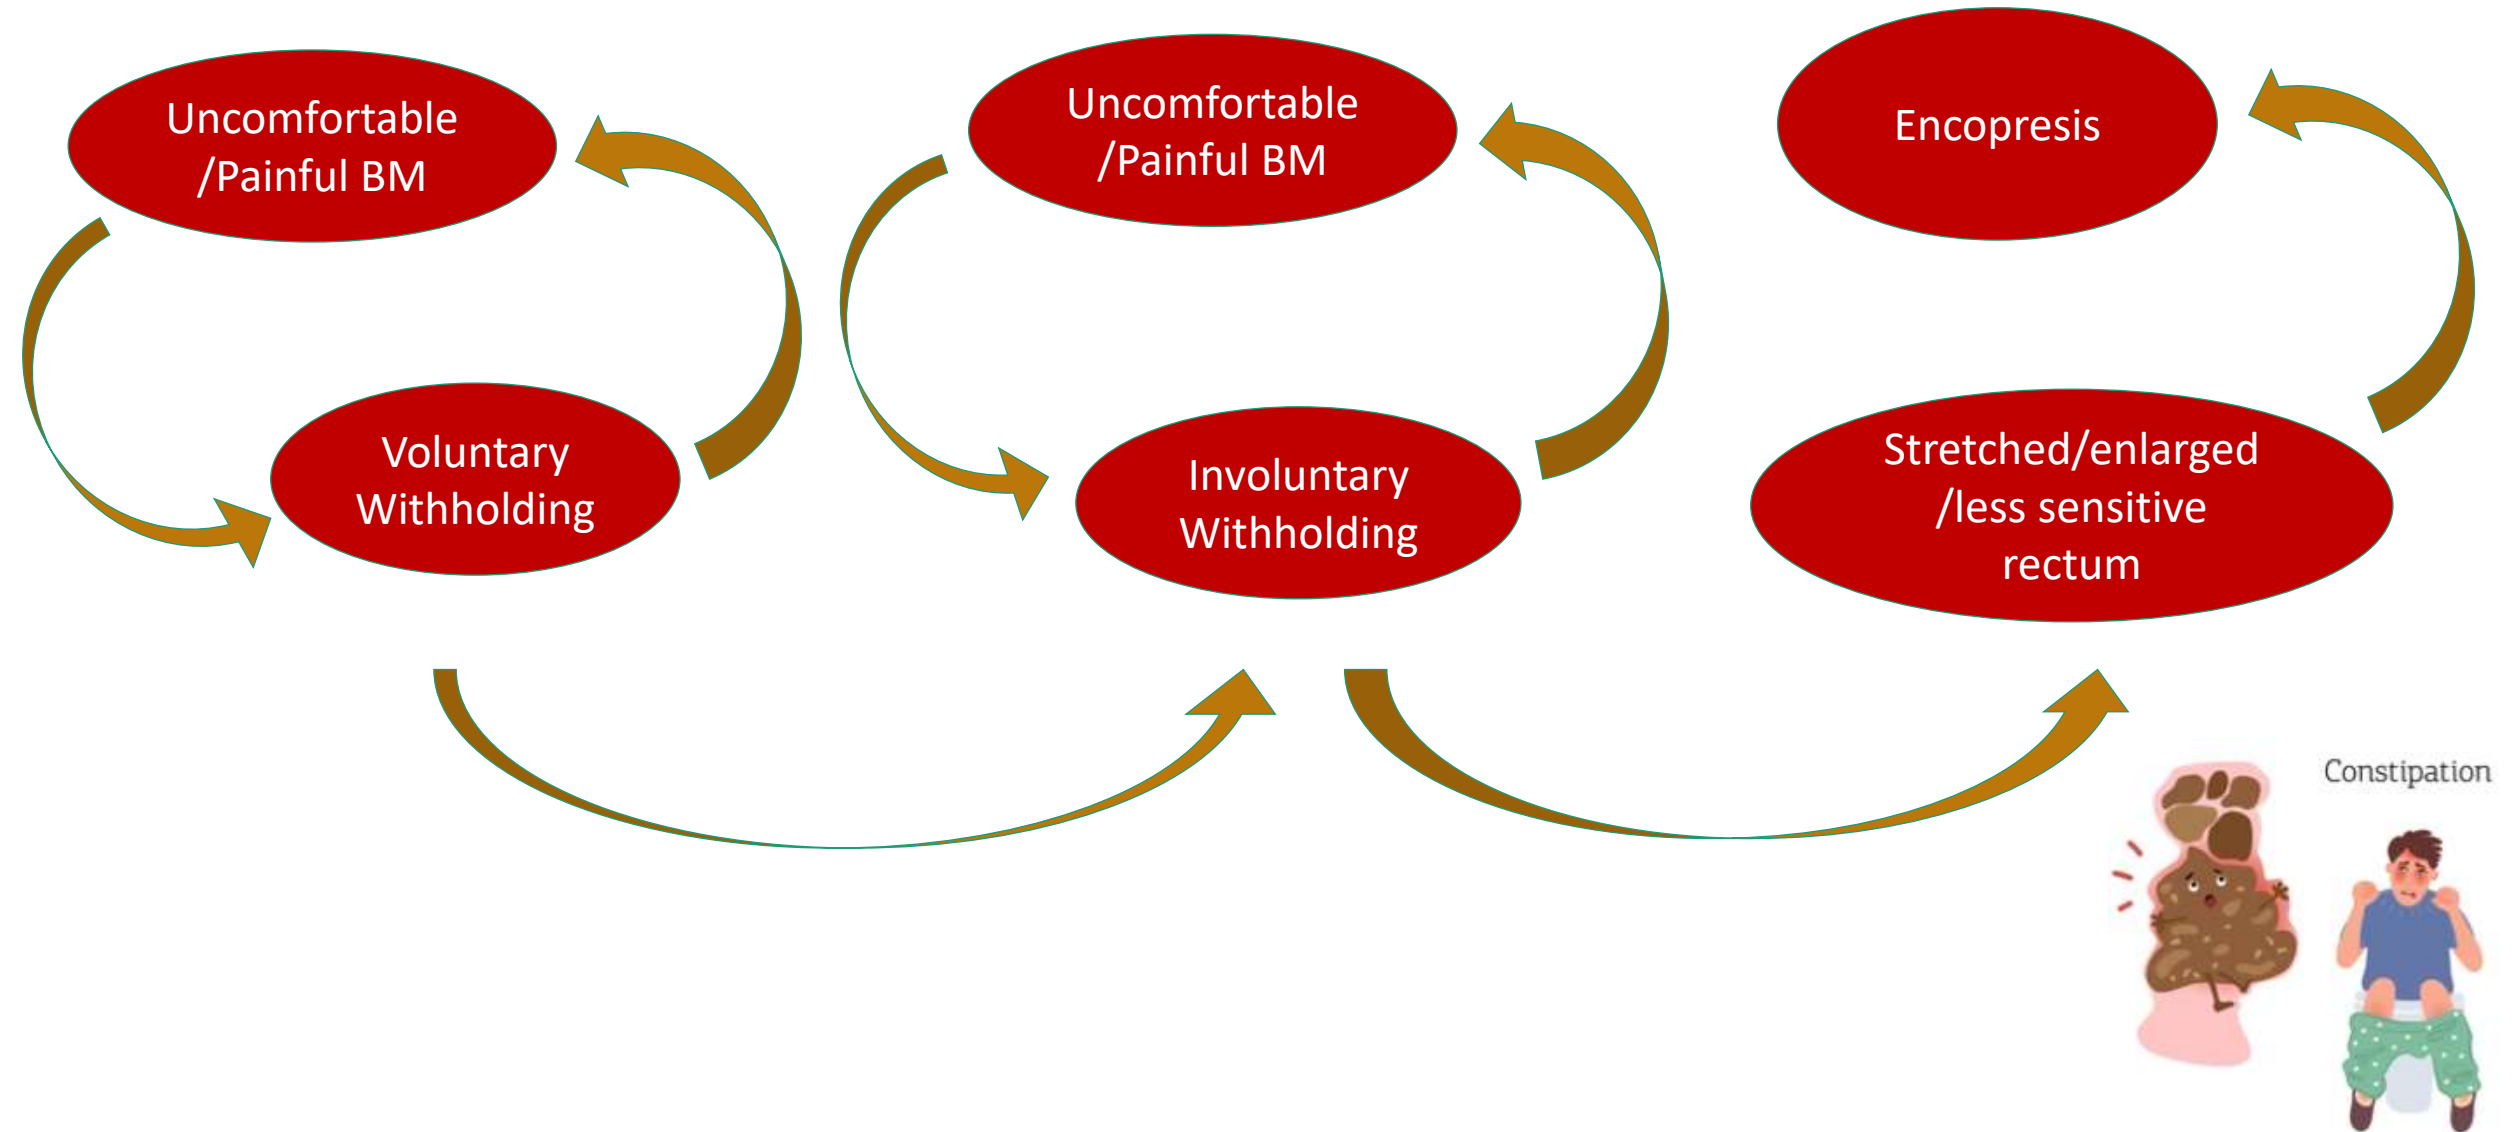 Uncomfortable
/Painful BM
Voluntary
Withholding
Uncomfortable
/Painful BM
Involuntary
Withholding
Encopresis
Stretched/enlarged
/less sensitive
rectum
Constipation